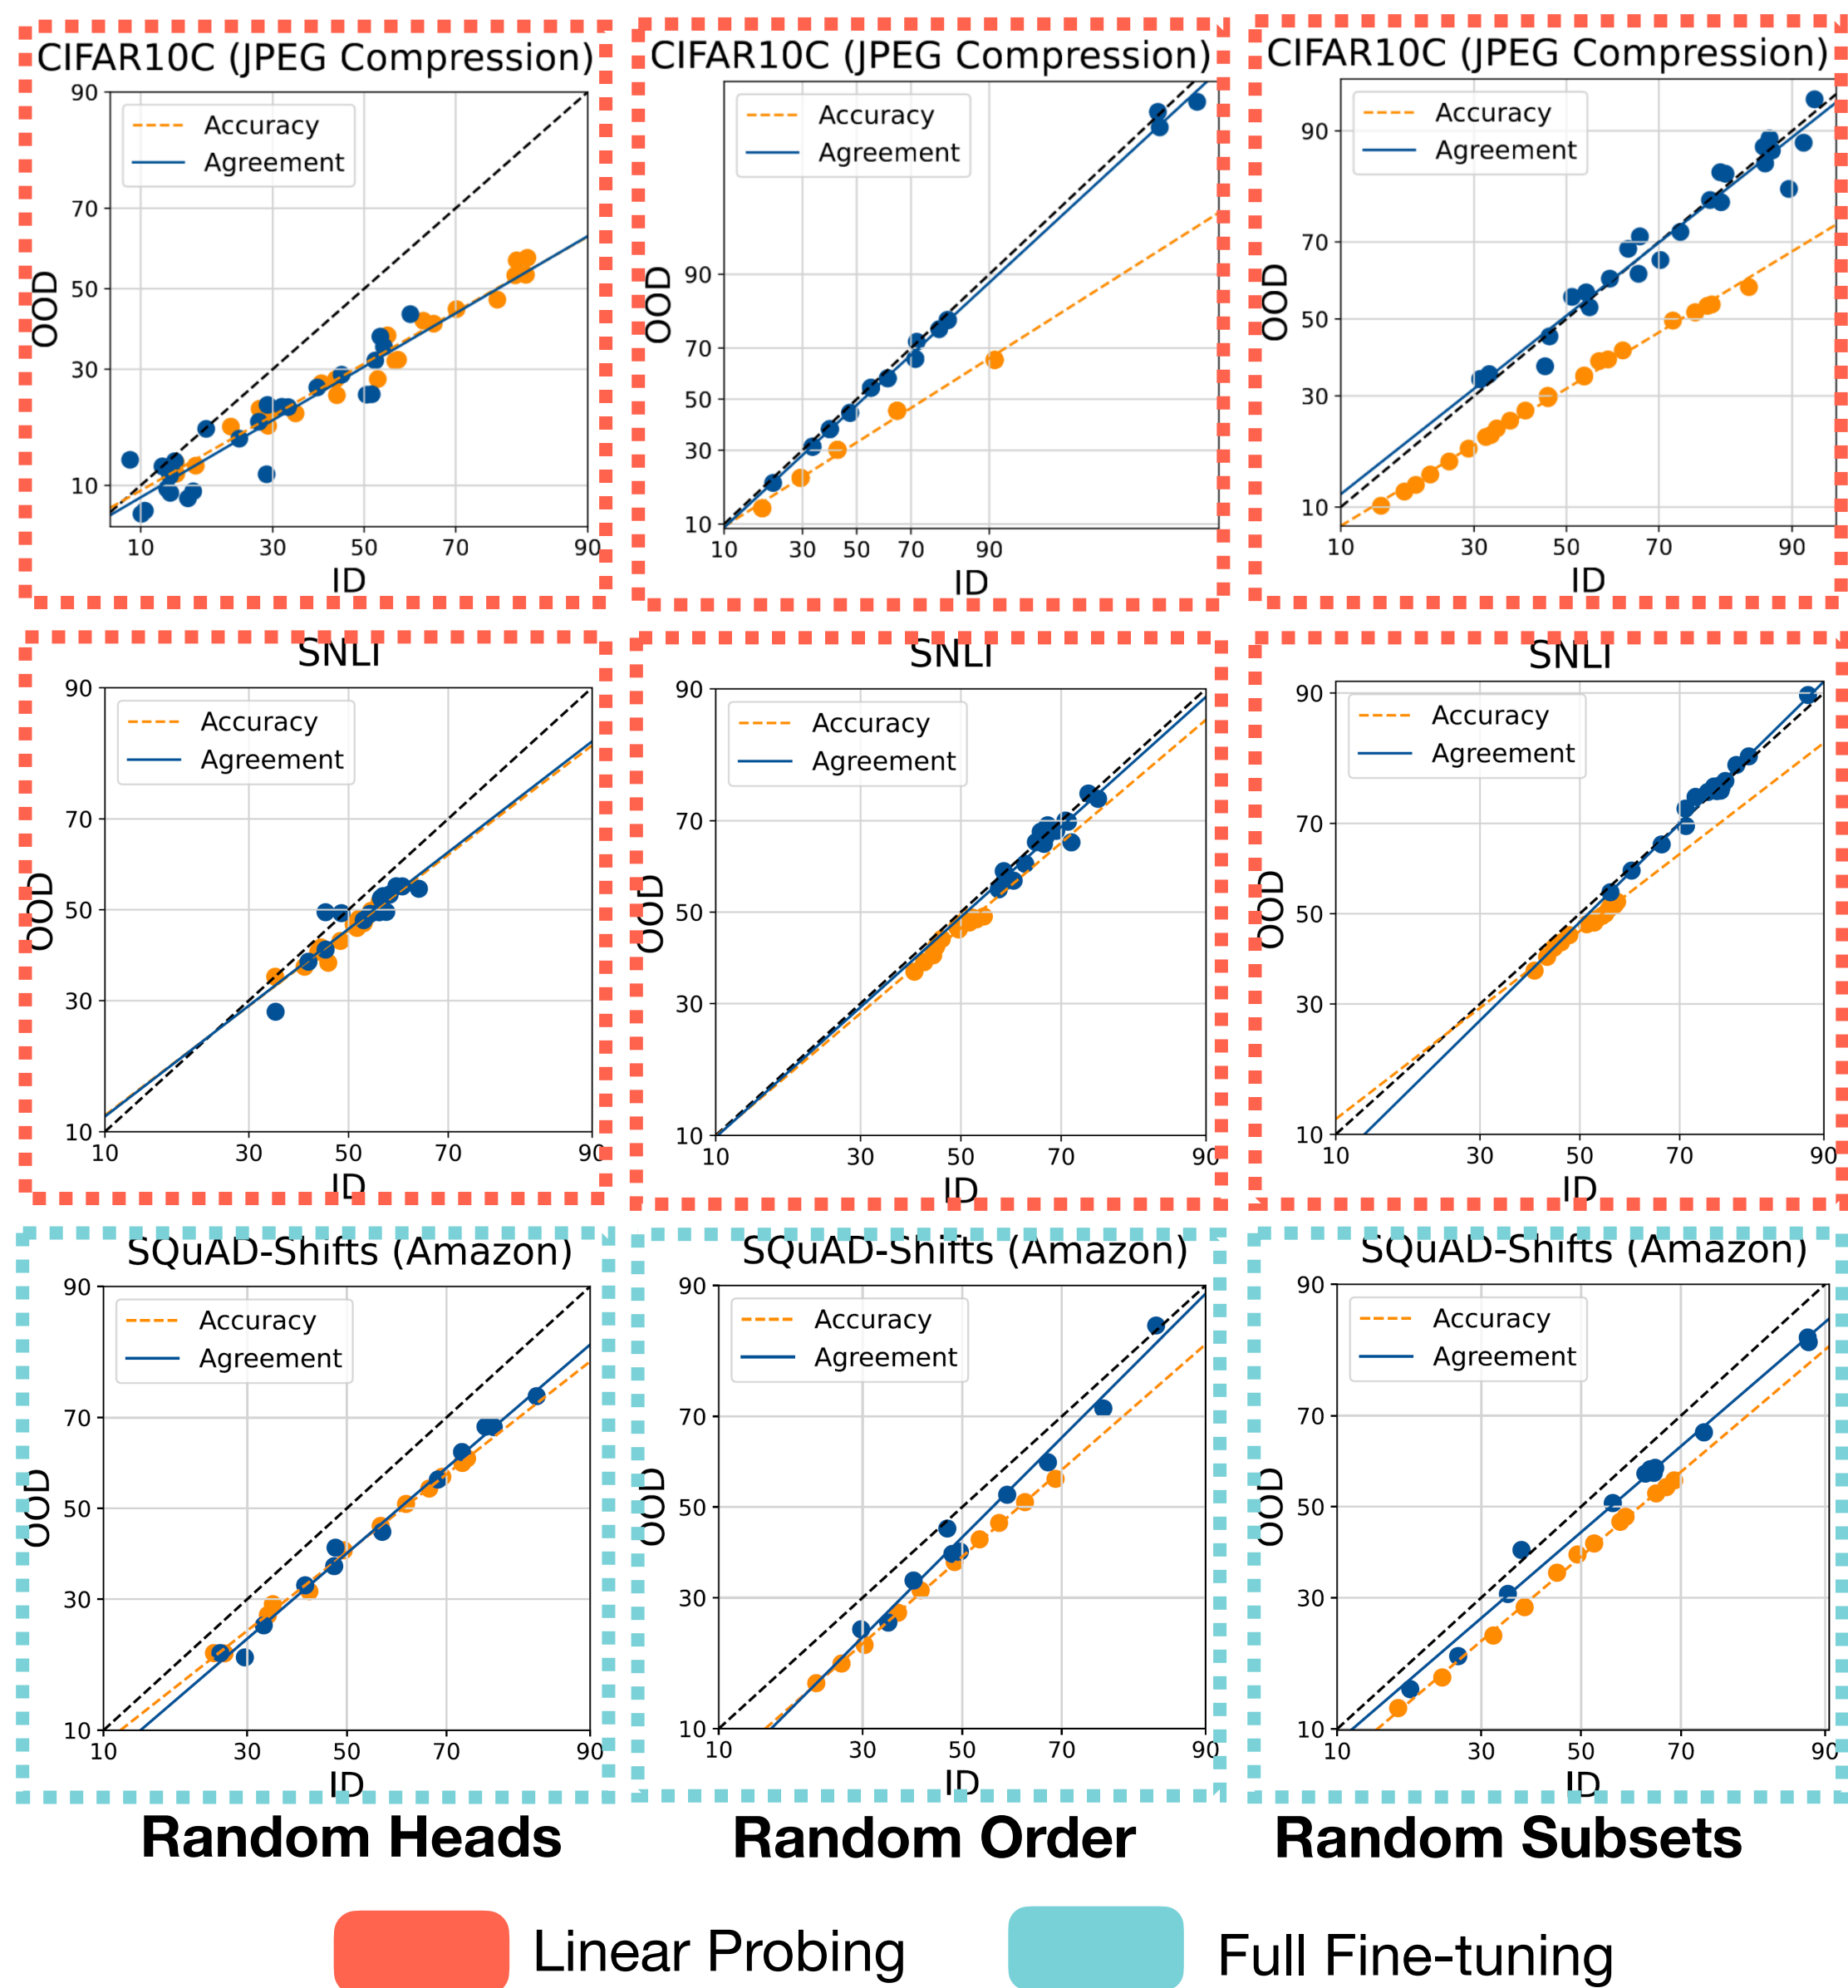 CIFAR10C (JPEG Compression)
Accuracy
Agreement
90
70
50
30
10
OOD
10 30 50 70 90
ID
CIFAR10C (JPEG Compression)
Accuracy
Agreement
90
70
50
30
10
OOD
10 30 50 70 90
ID
CIFAR10C (JPEG Compression)
Accuracy
Agreement
90
70
50
30
10
OOD
10 30 50 70 90
ID
SNLI
Accuracy
Agreement
90
70
50
30
10
OOD
10 30 50 70 90
ID
SNLI
Accuracy
Agreement
90
70
50
30
10
OOD
10 30 50 70 90
ID
SNLI
Accuracy
Agreement
90
70
50
30
10
OOD
10 30 50 70 90
ID
SQuAD-Shifts (Amazon)
Accuracy
Agreement
90
70
50
30
10
OOD
10 30 50 70 90
ID
SQuAD-Shifts (Amazon)
Accuracy
Agreement
90
70
50
30
10
OOD
10 30 50 70 90
ID
SQuAD-Shifts (Amazon)
Accuracy
Agreement
90
70
50
30
10
OOD
10 30 50 70 90
ID
Random Heads
Random Order
Random Subsets
Linear Probing
Full Fine-tuning